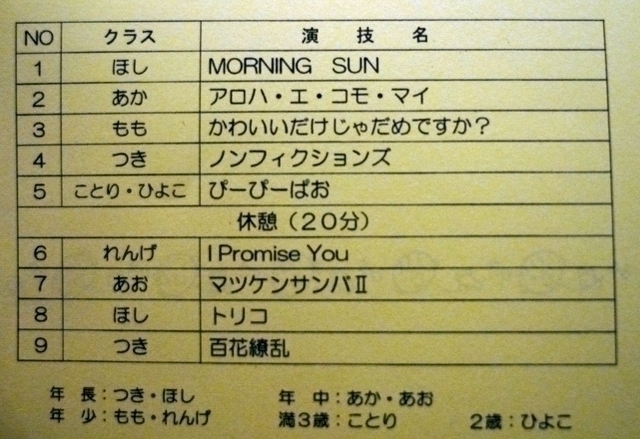 NO クラス 演技名
1 ほし MORNING SUN
2 あか アロハ・エ・コモ・マイ
3 もも かわいいだけじゃだめですか？
4 つき ノンフィクションズ
5 ことり・ひよこ ぴーぴーぱお
休憩（２０分）
6 れんげ I Promise You
7 あお マツケンサンバⅡ
8 ほし トリコ
9 つき 百花繚乱
年 長：つき・ほし 年 中：あか・あお
年 少：もも・れんげ 満３歳：ことり ２歳：ひよこ